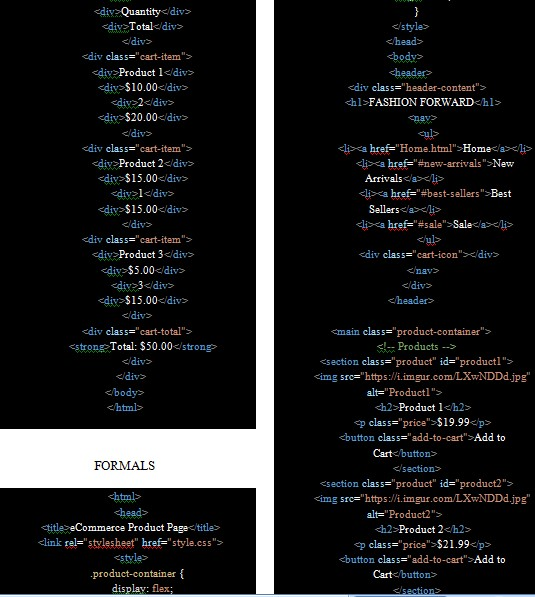 <div>Quantity</div>
<div>Total</div>
</div>
<div class="cart-item">
<div>Product 1</div>
<div>$10.00</div>
<div>2</div>
<div>$20.00</div>
</div>
<div class="cart-item">
<div>Product 2</div>
<div>$15.00</div>
<div>1</div>
<div>$15.00</div>
</div>
<div class="cart-item">
<div>Product 3</div>
<div>$5.00</div>
<div>3</div>
<div>$15.00</div>
</div>
<div class="cart-total">
<strong>Total: $50.00</strong>
</div>
</div>
</body>
</html>
FORMALS
<html>
<head>
<title>eCommerce Product Page</title>
<link rel="stylesheet" href="style.css">
<style>
.product-container {
display: flex;
}
</style>
</head>
<body>
<header>
<div class="header-content">
<h1>FASHION FORWARD</h1>
<nav>
<ul>
<li><a href="Home.html">Home</a></li>
<li><a href="#new-arrivals">New
Arrivals</a></li>
<li><a href="#best-sellers">Best
Sellers</a></li>
<li><a href="#sale">Sale</a></li>
</ul>
<div class="cart-icon"></div>
</nav>
</div>
</header>
<main class="product-container">
<!-- Products -->
<section class="product" id="product1">
<img src="https://i.imgur.com/LXwNDDd.jpg"
alt="Product1">
<h2>Product 1</h2>
<p class="price">$19.99</p>
<button class="add-to-cart">Add to
Cart</button>
</section>
<section class="product" id="product2">
<img src="https://i.imgur.com/LXwNDDd.jpg"
alt="Product2">
<h2>Product 2</h2>
<p class="price">$21.99</p>
<button class="add-to-cart">Add to
Cart</button>
</section>